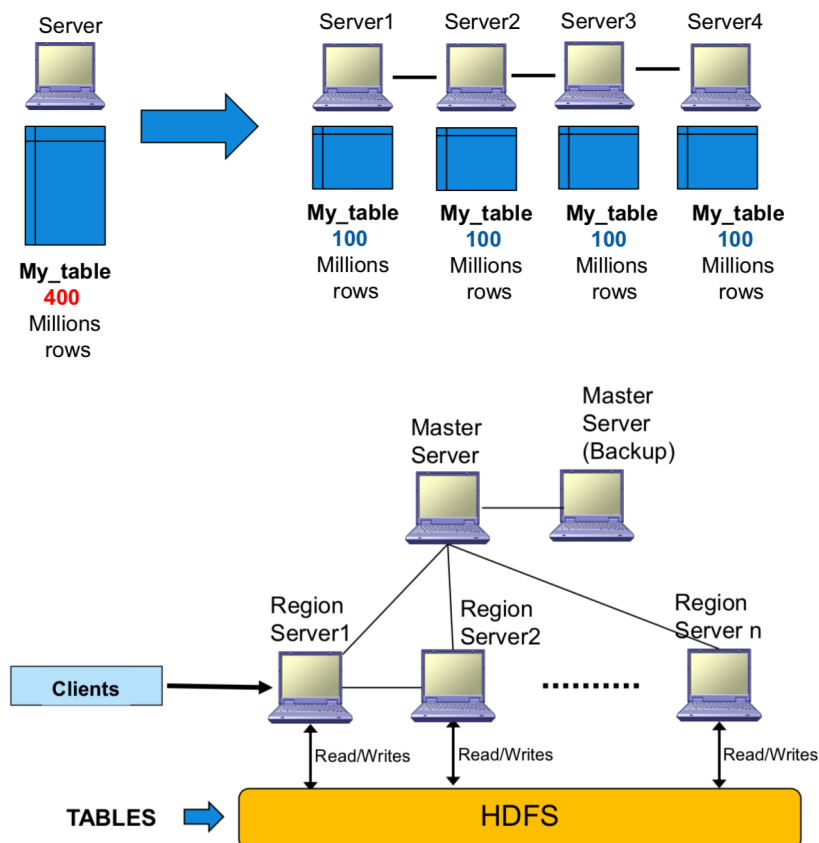 Server
Server1
Server2
Server3
Server4
My_table
400
Millions
rows
My_table
100
Millions
rows
My_table
100
Millions
rows
My_table
100
Millions
rows
My_table
100
Millions
rows
Master
Server
Master
Server
(Backup)
Region
Server1
Region
Server2
Region
Server n
Clients
Read/Writes
Read/Writes
Read/Writes
TABLES
HDFS